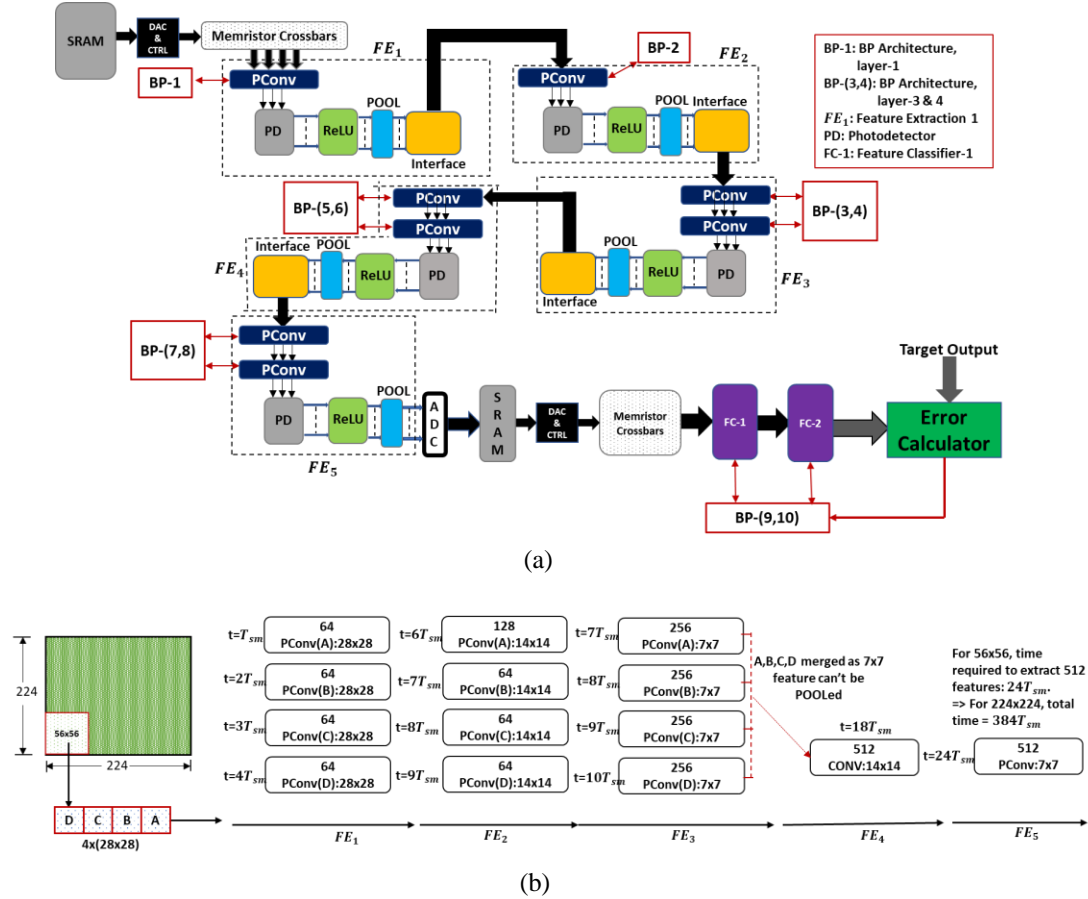 SRAM
DAC
&
CTRL
Memristor Crossbars
FE₁
PConv
BP-1
PD
ReLU
POOL
Interface
BP-2
FE₂
PConv
PD
ReLU
POOL
Interface
BP-1: BP Architecture,
layer-1
BP-(3,4): BP Architecture,
layer-3 & 4
FE₁: Feature Extraction 1
PD: Photodetector
FC-1: Feature Classifier-1
PConv
PConv
BP-(3,4)
POOL
Interface
ReLU
PD
FE₃
BP-(5,6)
PConv
PConv
Interface
POOL
ReLU
PD
FE₄
BP-(7,8)
PConv
PConv
PD
ReLU
POOL
FE₅
A
D
C
S
R
A
M
DAC
&
CTRL
Memristor
Crossbars
FC-1
FC-2
Target Output
Error
Calculator
BP-(9,10)
(a)
224
56x56
224
D C B A
4x(28x28)
t=Tₛₘ
64
PConv(A):28x28
t=2Tₛₘ
64
PConv(B):28x28
t=3Tₛₘ
64
PConv(C):28x28
t=4Tₛₘ
64
PConv(D):28x28
FE₁
t=6Tₛₘ
128
PConv(A):14x14
t=7Tₛₘ
64
PConv(B):14x14
t=8Tₛₘ
64
PConv(C):14x14
t=9Tₛₘ
64
PConv(D):14x14
FE₂
t=7Tₛₘ
256
PConv(A):7x7
t=8Tₛₘ
256
PConv(B):7x7
t=9Tₛₘ
256
PConv(C):7x7
t=10Tₛₘ
256
PConv(D):7x7
FE₃
A,B,C,D merged as 7x7
feature can't be
POOLed
t=18Tₛₘ
512
CONV:14x14
FE₄
For 56x56, time
required to extract 512
features: 24Tₛₘ.
=> For 224x224, total
time = 384Tₛₘ
t=24Tₛₘ
512
PConv:7x7
FE₅
(b)